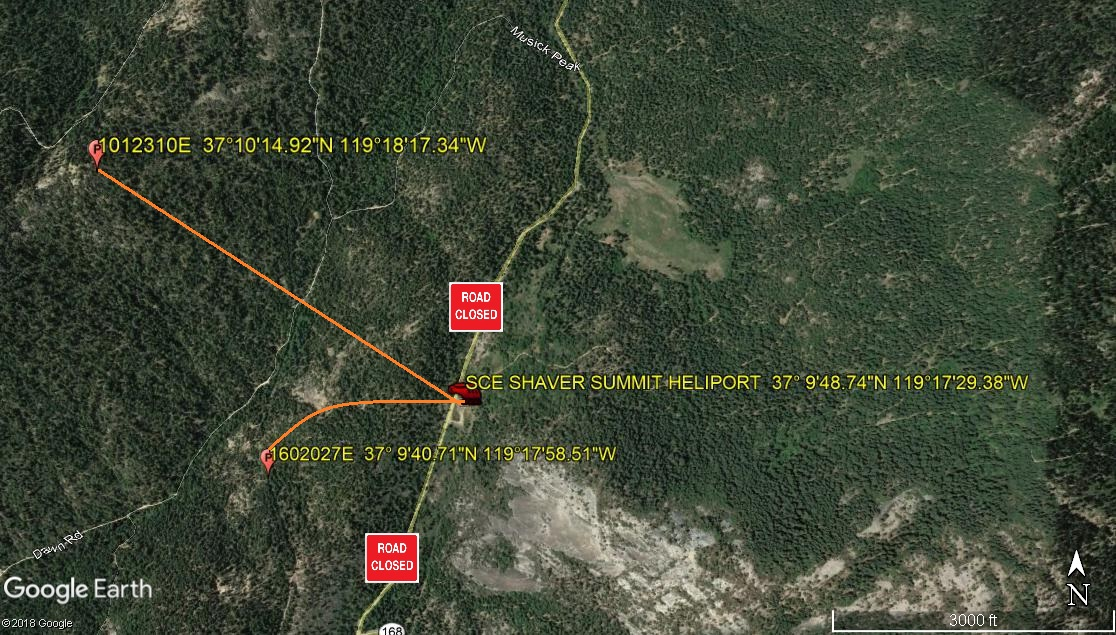 Musick Peak
1012310E  37°10'14.92"N 119°18'17.34"W
ROAD
CLOSED
SCE SHAVER SUMMIT HELIPORT  37° 9'48.74"N 119°17'29.38"W
1602027E  37° 9'40.71"N 119°17'58.51"W
ROAD
CLOSED
Dawn Rd
Google Earth
N
3000 ft
©2018 Google
168